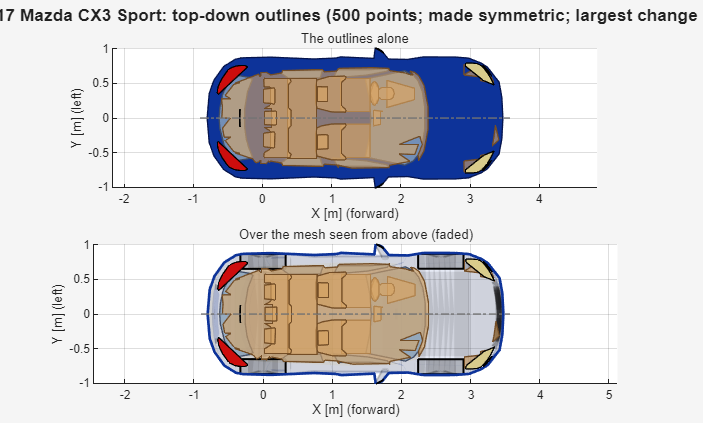 17 Mazda CX3 Sport: top-down outlines (500 points; made symmetric; largest change
The outlines alone
1
0.5
0
-0.5
-1
Y [m] (left)
-2 -1 0 1 2 3 4
X [m] (forward)
Over the mesh seen from above (faded)
1
0.5
0
-0.5
-1
Y [m] (left)
-2 -1 0 1 2 3 4 5
X [m] (forward)